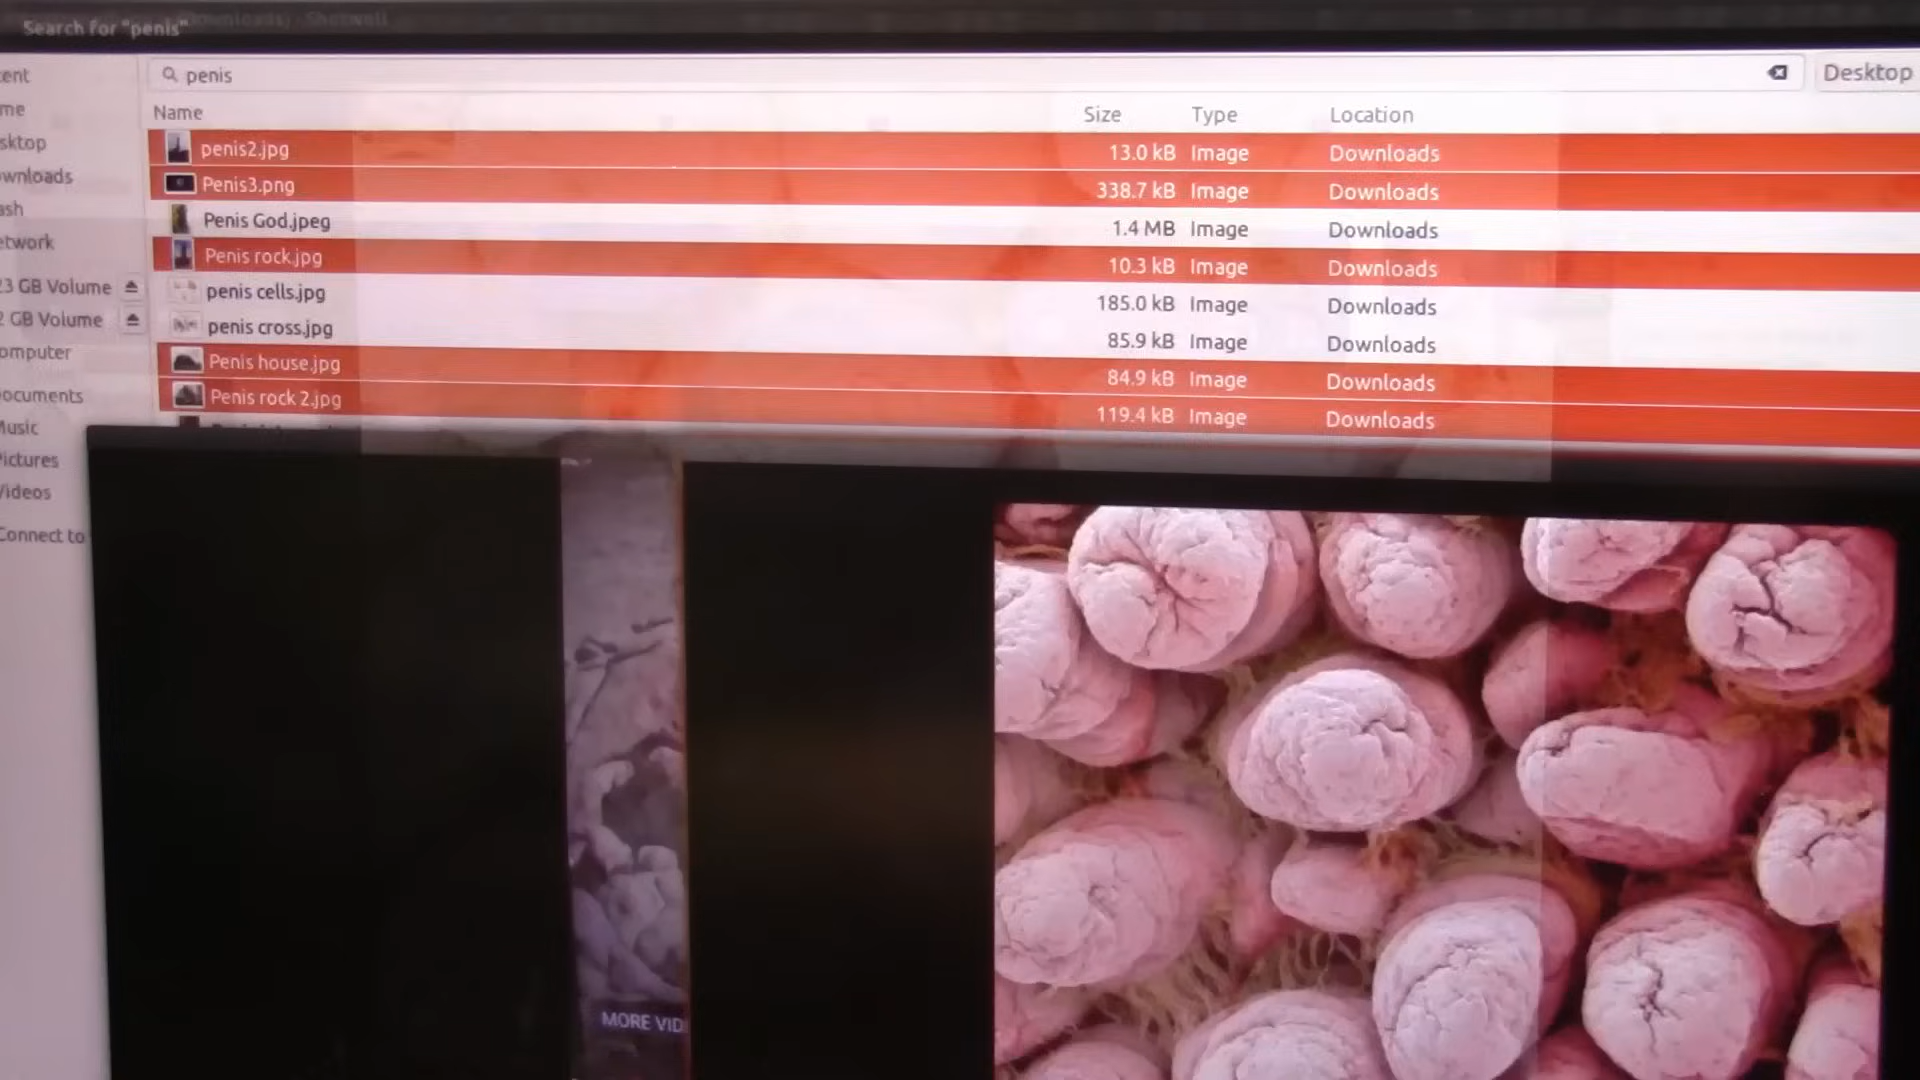 Search for "penis"
penis
Desktop
Name Size Type Location
penis2.jpg 13.0 kB Image Downloads
Penis3.png 338.7 kB Image Downloads
Penis God.jpeg 1.4 MB Image Downloads
Penis rock.jpg 10.3 kB Image Downloads
penis cells.jpg 185.0 kB Image Downloads
penis cross.jpg 85.9 kB Image Downloads
Penis house.jpg 84.9 kB Image Downloads
Penis rock 2.jpg 119.4 kB Image Downloads
ent
me
sktop
wnloads
ash
etwork
23 GB Volume
2 GB Volume
omputer
ocuments
Music
Pictures
Videos
Connect to
MORE VID